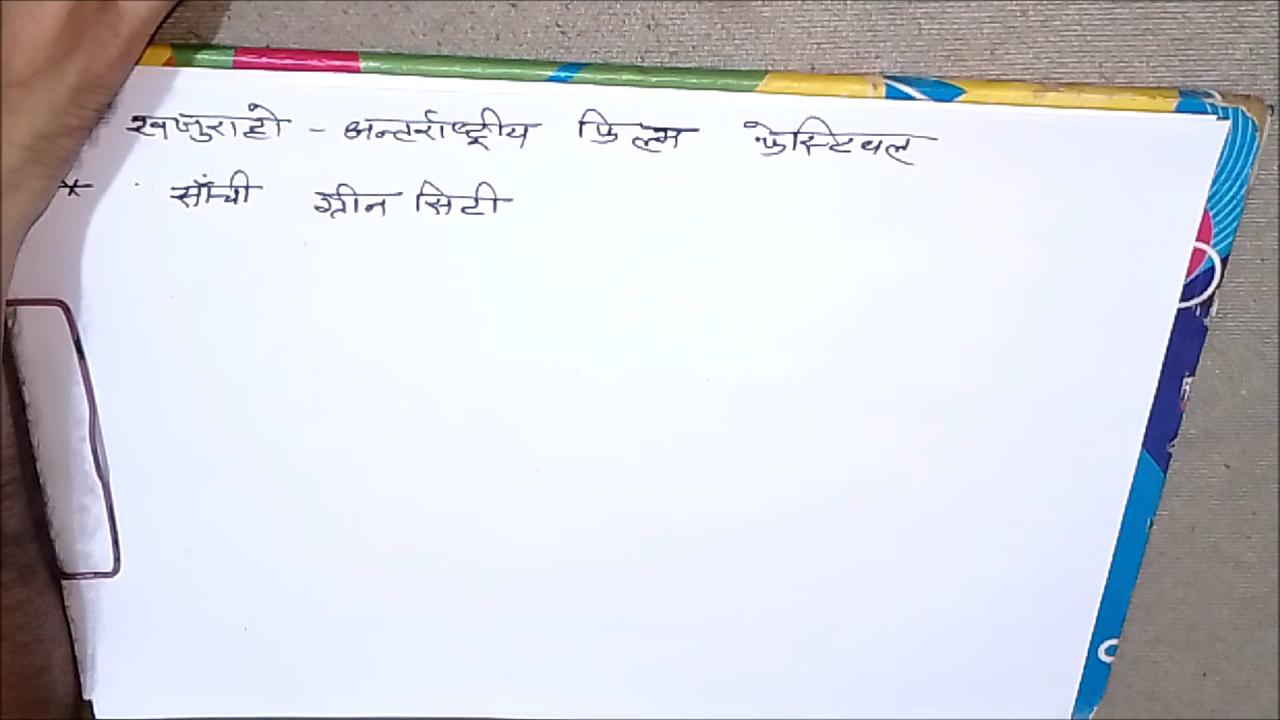 खजुराहो - अन्तर्राष्ट्रीय फिल्म फेस्टिवल
* साँची ग्रीन सिटी